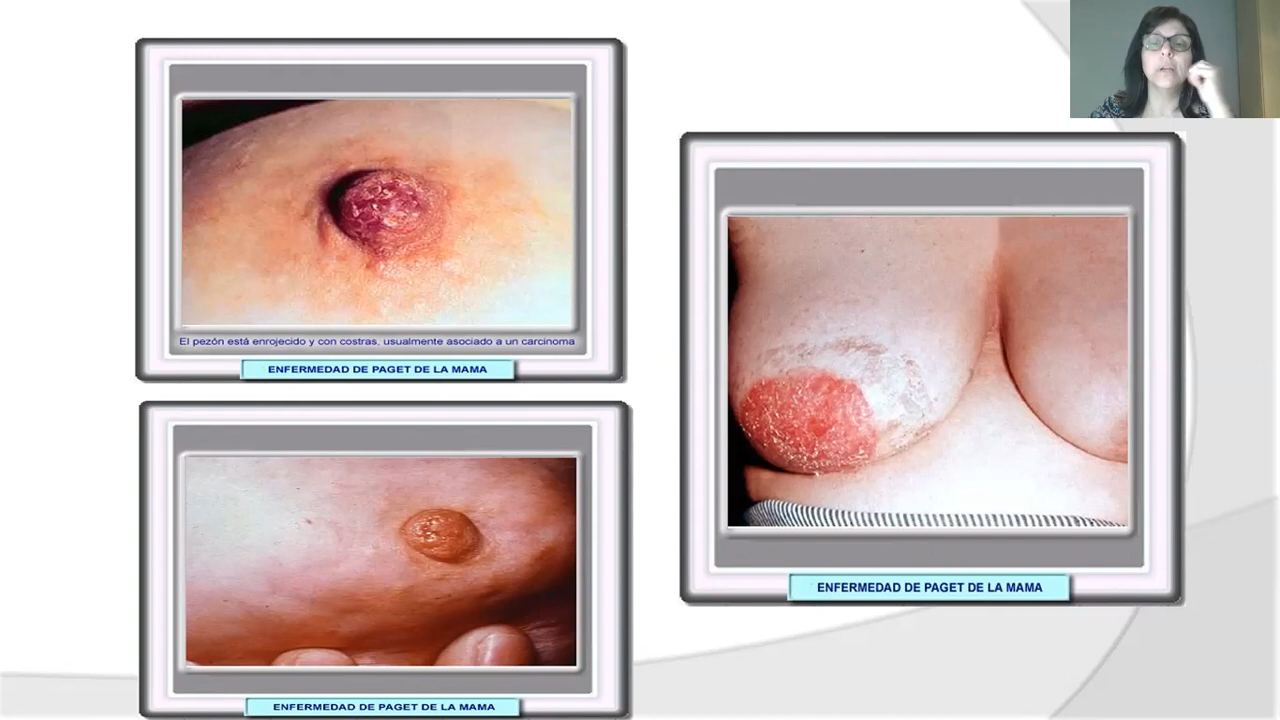 El pezón está enrojecido y con costras, usualmente asociado a un carcinoma
ENFERMEDAD DE PAGET DE LA MAMA
ENFERMEDAD DE PAGET DE LA MAMA
ENFERMEDAD DE PAGET DE LA MAMA